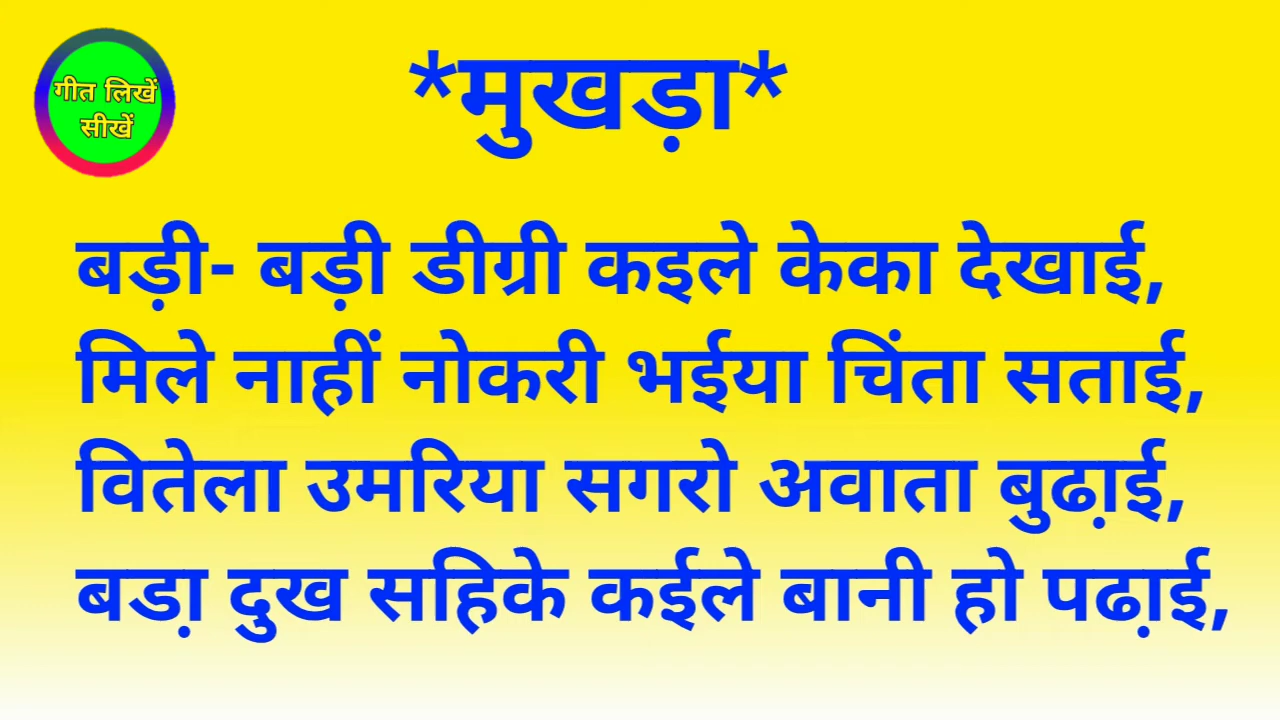 गीत लिखें
सीखें
*मुखड़ा*
बड़ी- बड़ी डीग्री कइले केका देखाई,
मिले नाहीं नोकरी भईया चिंता सताई,
वितेला उमरिया सगरो अवाता बुढा़ई,
बडा़ दुख सहिके कईले बानी हो पढा़ई,